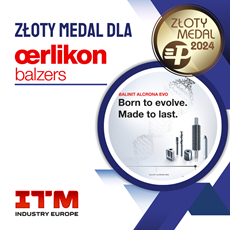 ZŁOTY MEDAL DLA
œrlikon
balzers
ZŁOTY
MEDAL
2024
BALINIT ALCRONA EVO
Born to evolve.
Made to last.
ITM
INDUSTRY EUROPE